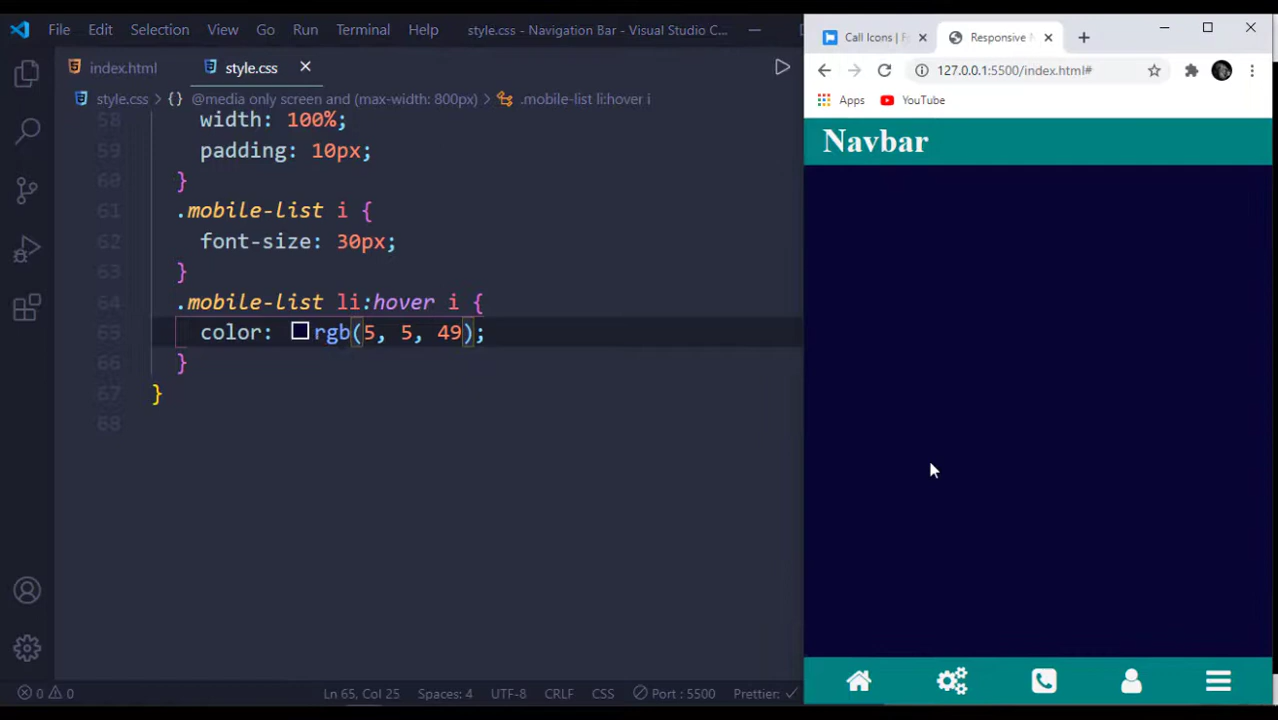 File Edit Selection View Go Run Terminal Help style.css - Navigation Bar - Visual Studio C...
index.html style.css
style.css {} @media only screen and (max-width: 800px) .mobile-list li:hover i
58 width: 100%;
59 padding: 10px;
60 }
61 .mobile-list i {
62 font-size: 30px;
63 }
64 .mobile-list li:hover i {
65 color: rgb(5, 5, 49);
66 }
67 }
68
0 0 Ln 65, Col 25 Spaces: 4 UTF-8 CRLF CSS Port : 5500 Prettier:
Call Icons | Responsive
127.0.0.1:5500/index.html#
Apps YouTube
Navbar